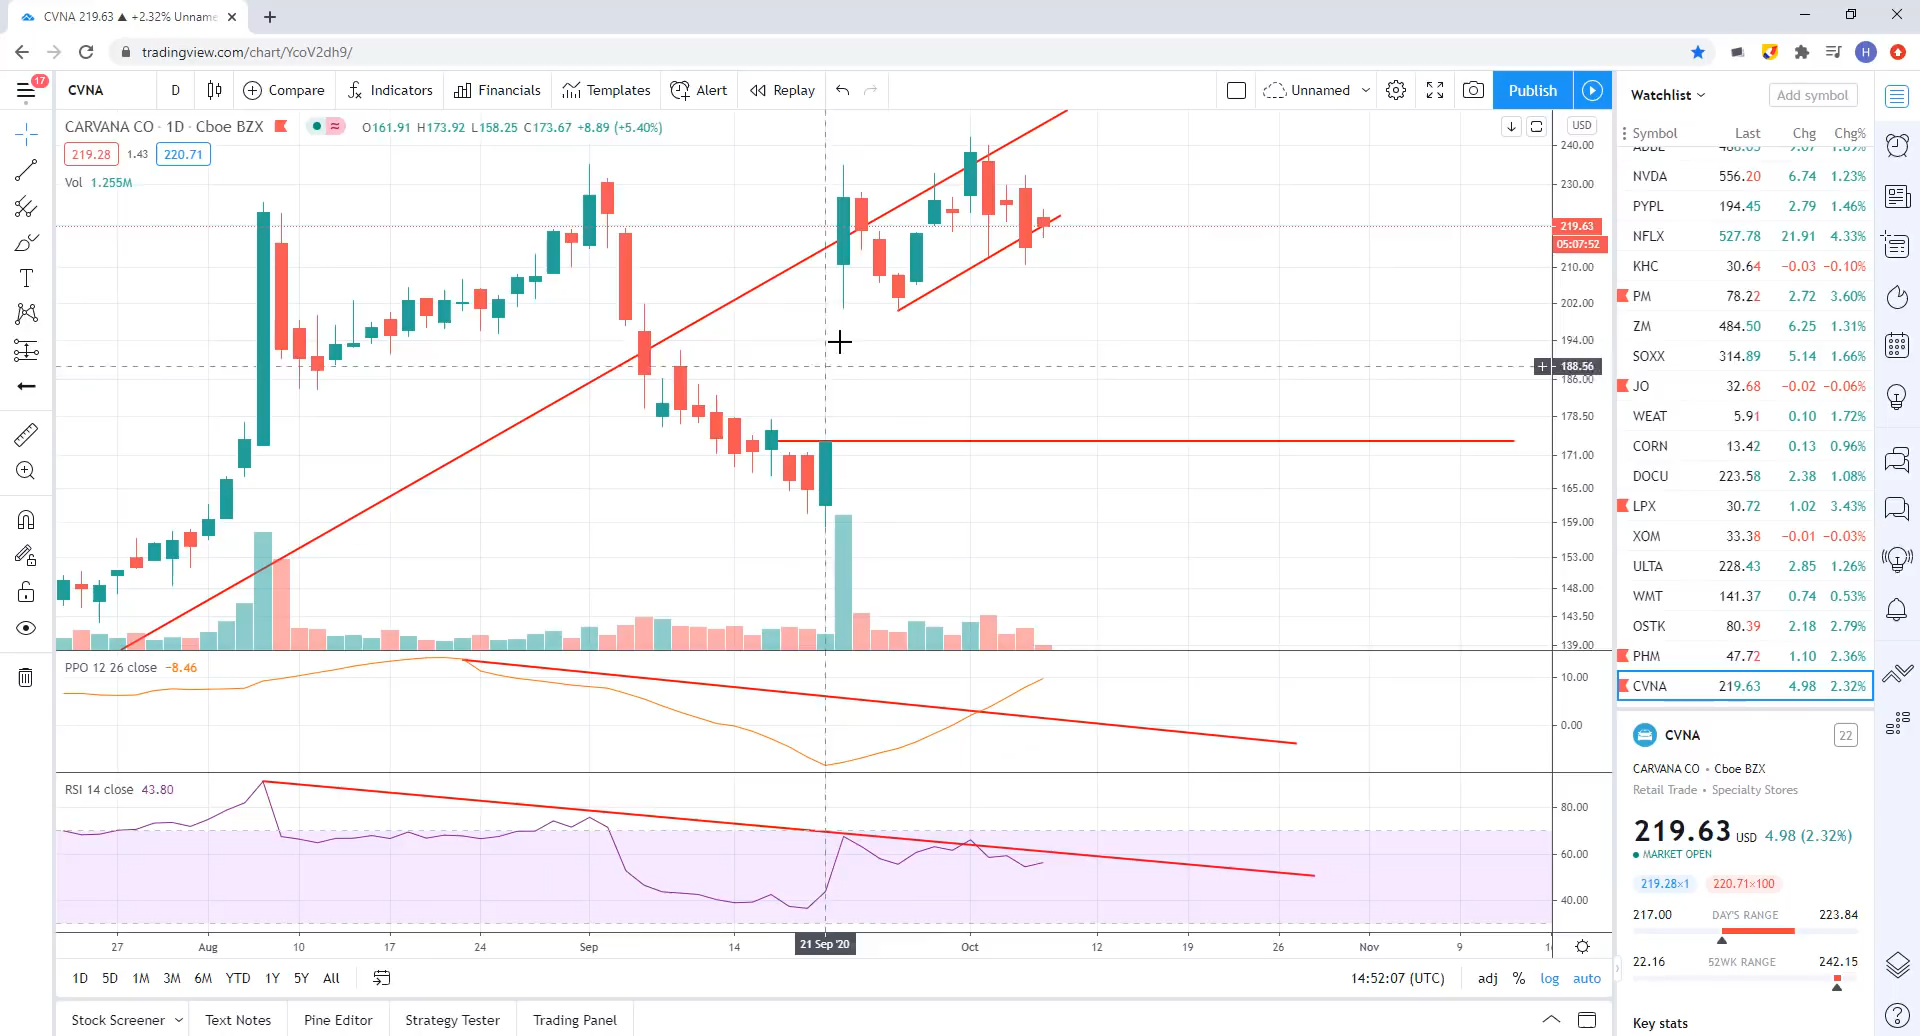 CVNA 219.63 ▲ +2.32% Unname
tradingview.com/chart/YcoV2dh9/
H
17
CVNA D Compare Indicators Financials Templates Alert Replay Unnamed Publish
CARVANA CO · 1D · Cboe BZX O161.91 H173.92 L158.25 C173.67 +8.89 (+5.40%)
219.28 1.43 220.71
Vol 1.255M
USD
240.00
230.00
219.63
05:07:52
210.00
202.00
194.00
188.56
186.00
178.50
171.00
165.00
159.00
153.00
148.00
143.50
139.00
PPO 12 26 close −8.46
10.00
0.00
RSI 14 close 43.80
80.00
60.00
40.00
27 Aug 10 17 24 Sep 14 21 Sep '20 Oct 12 19 26 Nov 9
1D 5D 1M 3M 6M YTD 1Y 5Y All 14:52:07 (UTC) adj % log auto
Stock Screener Text Notes Pine Editor Strategy Tester Trading Panel
Watchlist Add symbol
Symbol Last Chg Chg%
NVDA 556.20 6.74 1.23%
PYPL 194.45 2.79 1.46%
NFLX 527.78 21.91 4.33%
KHC 30.64 −0.03 −0.10%
PM 78.22 2.72 3.60%
ZM 484.50 6.25 1.31%
SOXX 314.89 5.14 1.66%
JO 32.68 −0.02 −0.06%
WEAT 5.91 0.10 1.72%
CORN 13.42 0.13 0.96%
DOCU 223.58 2.38 1.08%
LPX 30.72 1.02 3.43%
XOM 33.38 −0.01 −0.03%
ULTA 228.43 2.85 1.26%
WMT 141.37 0.74 0.53%
OSTK 80.39 2.18 2.79%
PHM 47.72 1.10 2.36%
CVNA 219.63 4.98 2.32%
CVNA 22
CARVANA CO • Cboe BZX
Retail Trade • Specialty Stores
219.63 USD 4.98 (2.32%)
MARKET OPEN
219.28×1 220.71×100
217.00 DAY'S RANGE 223.84
22.16 52WK RANGE 242.15
Key stats